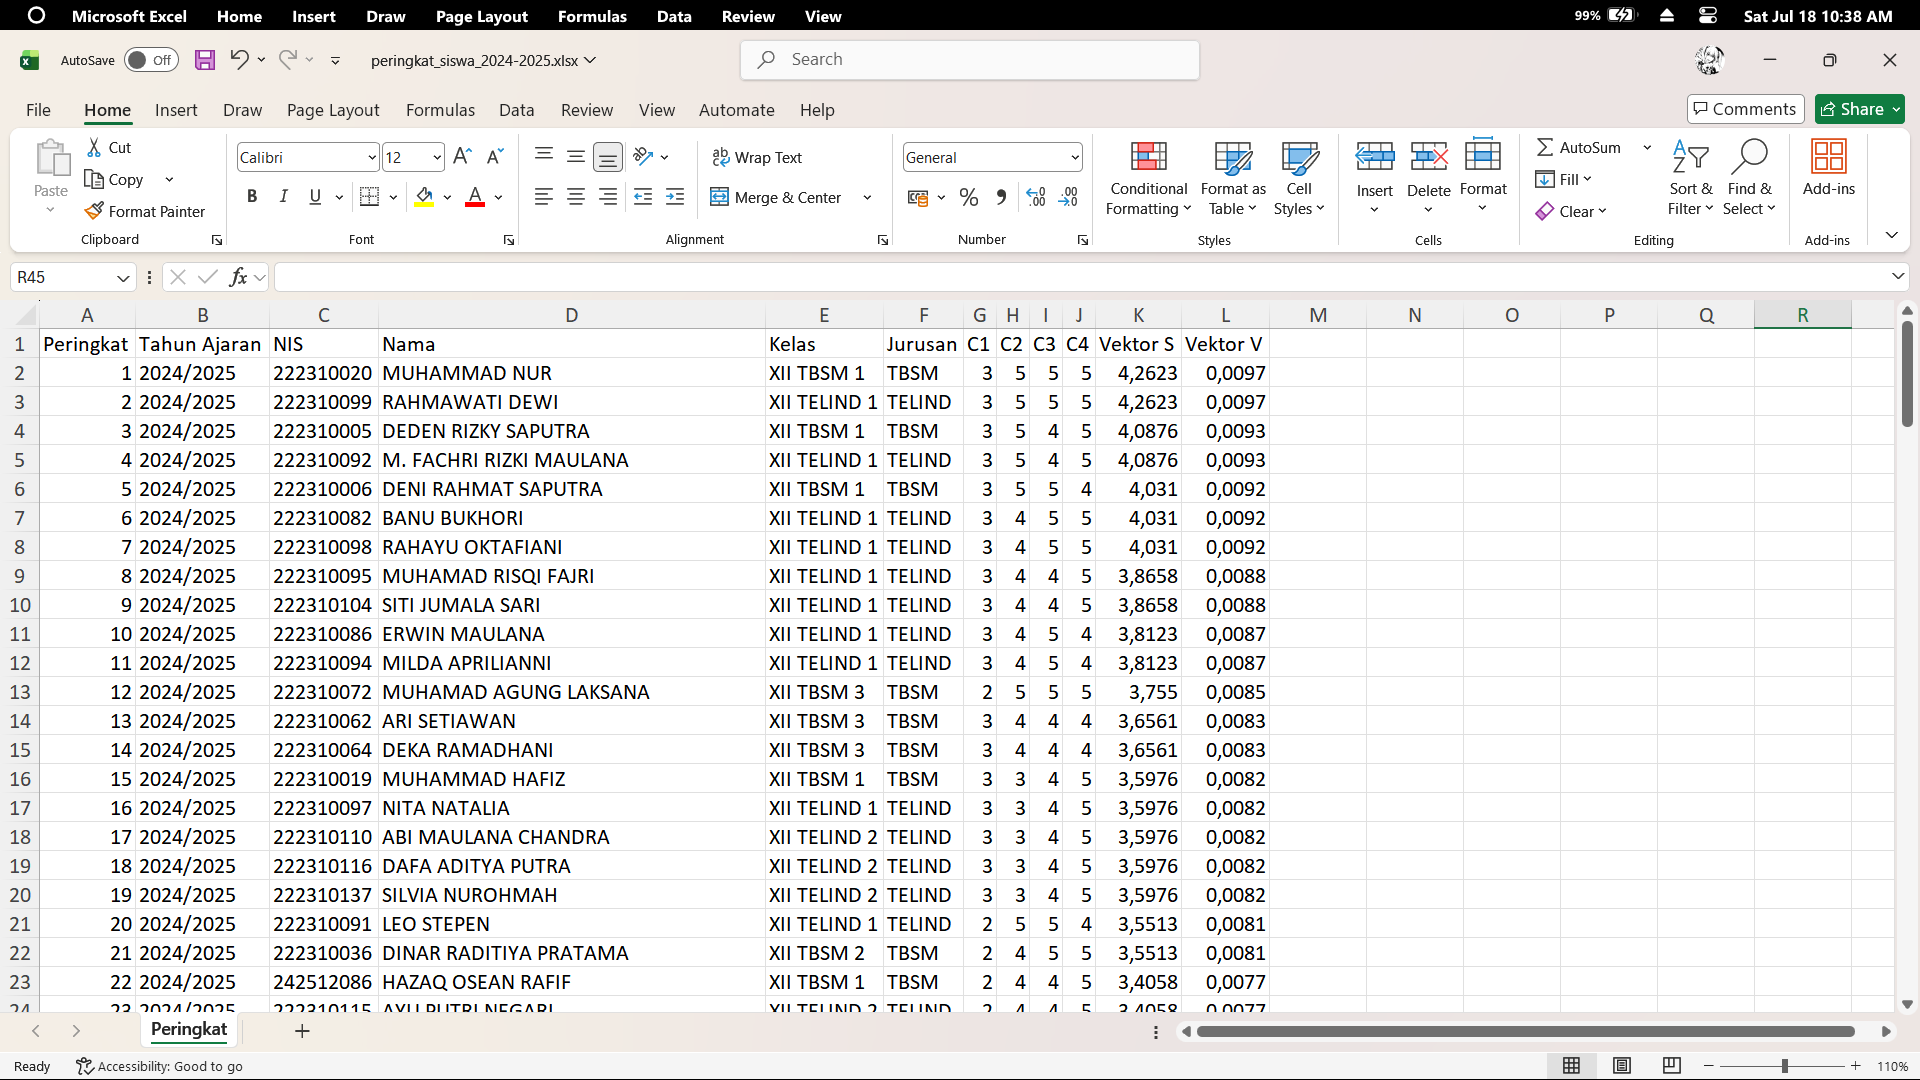 Microsoft Excel Home Insert Draw Page Layout Formulas Data Review View 99% Sat Jul 18 10:38 AM
AutoSave Off peringkat_siswa_2024-2025.xlsx Search
File Home Insert Draw Page Layout Formulas Data Review View Automate Help Comments Share
Paste Cut Copy Format Painter Clipboard
Calibri 12 B I U A Font
Wrap Text Merge & Center Alignment
General % Number
Conditional Formatting Format as Table Cell Styles Styles
Insert Delete Format Cells
AutoSum Fill Clear Sort & Filter Find & Select Editing
Add-ins Add-ins
R45 fx
A B C D E F G H I J K L M N O P Q R
1 Peringkat Tahun Ajaran NIS Nama Kelas Jurusan C1 C2 C3 C4 Vektor S Vektor V
2 1 2024/2025 222310020 MUHAMMAD NUR XII TBSM 1 TBSM 3 5 5 5 4,2623 0,0097
3 2 2024/2025 222310099 RAHMAWATI DEWI XII TELIND 1 TELIND 3 5 5 5 4,2623 0,0097
4 3 2024/2025 222310005 DEDEN RIZKY SAPUTRA XII TBSM 1 TBSM 3 5 4 5 4,0876 0,0093
5 4 2024/2025 222310092 M. FACHRI RIZKI MAULANA XII TELIND 1 TELIND 3 5 4 5 4,0876 0,0093
6 5 2024/2025 222310006 DENI RAHMAT SAPUTRA XII TBSM 1 TBSM 3 5 5 4 4,031 0,0092
7 6 2024/2025 222310082 BANU BUKHORI XII TELIND 1 TELIND 3 4 5 5 4,031 0,0092
8 7 2024/2025 222310098 RAHAYU OKTAFIANI XII TELIND 1 TELIND 3 4 5 5 4,031 0,0092
9 8 2024/2025 222310095 MUHAMAD RISQI FAJRI XII TELIND 1 TELIND 3 4 4 5 3,8658 0,0088
10 9 2024/2025 222310104 SITI JUMALA SARI XII TELIND 1 TELIND 3 4 4 5 3,8658 0,0088
11 10 2024/2025 222310086 ERWIN MAULANA XII TELIND 1 TELIND 3 4 5 4 3,8123 0,0087
12 11 2024/2025 222310094 MILDA APRILIANNI XII TELIND 1 TELIND 3 4 5 4 3,8123 0,0087
13 12 2024/2025 222310072 MUHAMAD AGUNG LAKSANA XII TBSM 3 TBSM 2 5 5 5 3,755 0,0085
14 13 2024/2025 222310062 ARI SETIAWAN XII TBSM 3 TBSM 3 4 4 4 3,6561 0,0083
15 14 2024/2025 222310064 DEKA RAMADHANI XII TBSM 3 TBSM 3 4 4 4 3,6561 0,0083
16 15 2024/2025 222310019 MUHAMMAD HAFIZ XII TBSM 1 TBSM 3 3 4 5 3,5976 0,0082
17 16 2024/2025 222310097 NITA NATALIA XII TELIND 1 TELIND 3 3 4 5 3,5976 0,0082
18 17 2024/2025 222310110 ABI MAULANA CHANDRA XII TELIND 2 TELIND 3 3 4 5 3,5976 0,0082
19 18 2024/2025 222310116 DAFA ADITYA PUTRA XII TELIND 2 TELIND 3 3 4 5 3,5976 0,0082
20 19 2024/2025 222310137 SILVIA NUROHMAH XII TELIND 2 TELIND 3 3 4 5 3,5976 0,0082
21 20 2024/2025 222310091 LEO STEPEN XII TELIND 1 TELIND 2 5 5 4 3,5513 0,0081
22 21 2024/2025 222310036 DINAR RADITIYA PRATAMA XII TBSM 2 TBSM 2 4 5 5 3,5513 0,0081
23 22 2024/2025 242512086 HAZAQ OSEAN RAFIF XII TBSM 1 TBSM 2 4 4 5 3,4058 0,0077
24 23 2024/2025 222310115 AYU PUTRI NEGARI XII TELIND 2 TELIND 2 4 4 5 3,4058 0,0077
Peringkat
Ready Accessibility: Good to go 110%